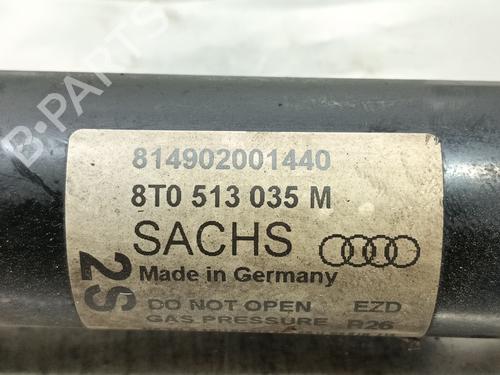 B-PARTS
814902001440
8T0 513 035 M
SACHS
2S
Made in Germany
DO NOT OPEN EZD
GAS PRESSURE R26